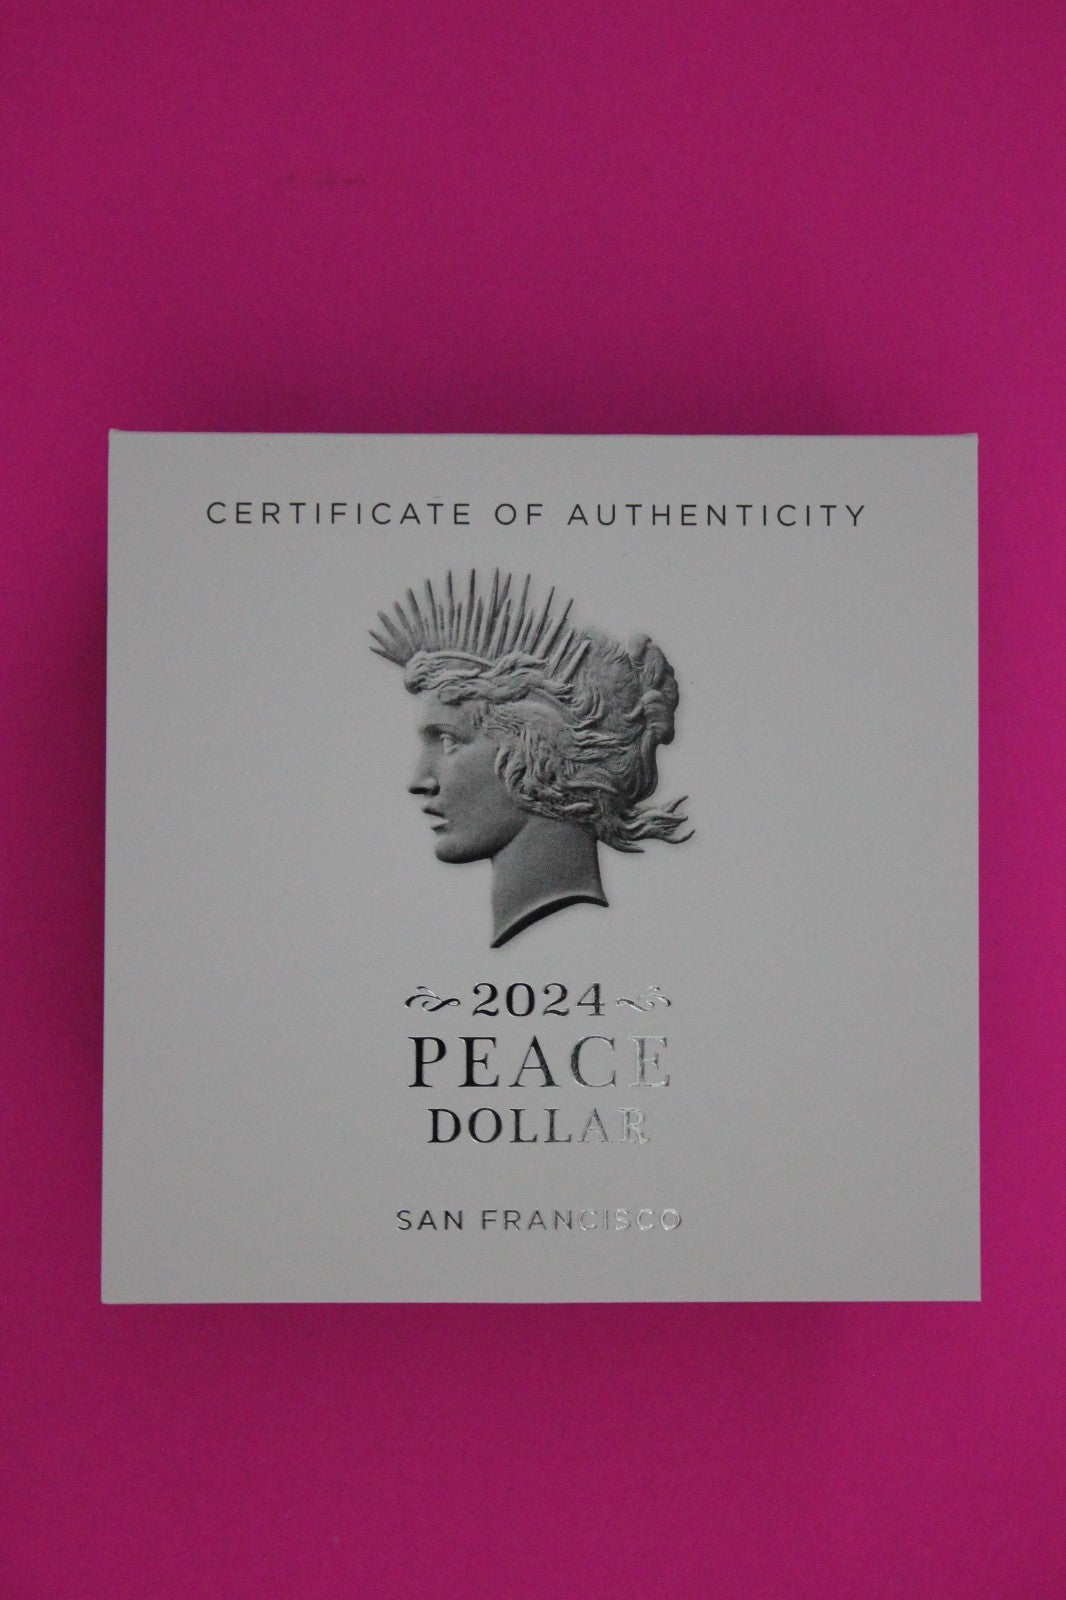 CERTIFICATE OF AUTHENTICITY
2024
PEACE
DOLLAR
SAN FRANCISCO